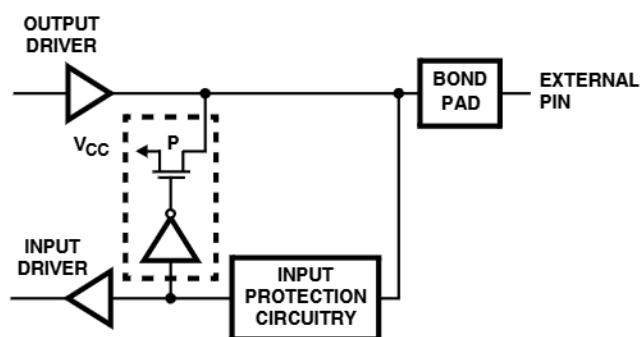 OUTPUT
DRIVER
BOND
PAD
EXTERNAL
PIN
VCC
P
INPUT
DRIVER
INPUT
PROTECTION
CIRCUITRY